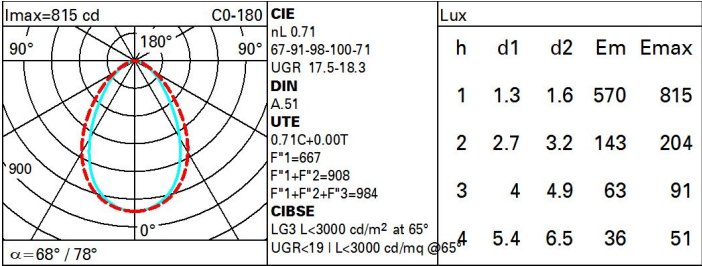 Imax=815 cd C0-180
90° 180° 90°
900
0°
α=68° / 78°
CIE
nL 0.71
67-91-98-100-71
UGR 17.5-18.3
DIN
A.51
UTE
0.71C+0.00T
F"1=667
F"1+F"2=908
F"1+F"2+F"3=984
CIBSE
LG3 L<3000 cd/m² at 65°
UGR<19 | L<3000 cd/mq @65°
Lux
h d1 d2 Em Emax
1 1.3 1.6 570 815
2 2.7 3.2 143 204
3 4 4.9 63 91
4 5.4 6.5 36 51